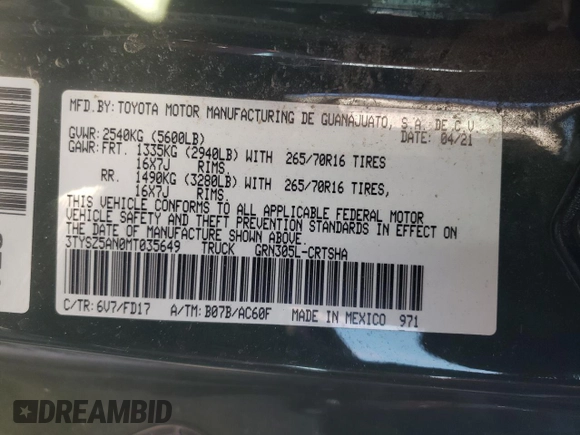 MFD.BY: TOYOTA MOTOR MANUFACTURING DE GUANAJUATO, S.A. DE C.V.
GVWR: 2540KG (5600LB) DATE: 04/21
GAWR: FRT. 1335KG (2940LB) WITH 265/70R16 TIRES
16X7J RIMS,
RR. 1490KG (3280LB) WITH 265/70R16 TIRES,
16X7J RIMS,
THIS VEHICLE CONFORMS TO ALL APPLICABLE FEDERAL MOTOR
VEHICLE SAFETY AND THEFT PREVENTION STANDARDS IN EFFECT ON
THE DATE OF MANUFACTURE SHOWN ABOVE.
3TYSZ5AN0MT035649 TRUCK GRN305L-CRTSHA
C/TR: 6V7/FD17 A/TM: B07B/AC60F MADE IN MEXICO 971
DREAMBID